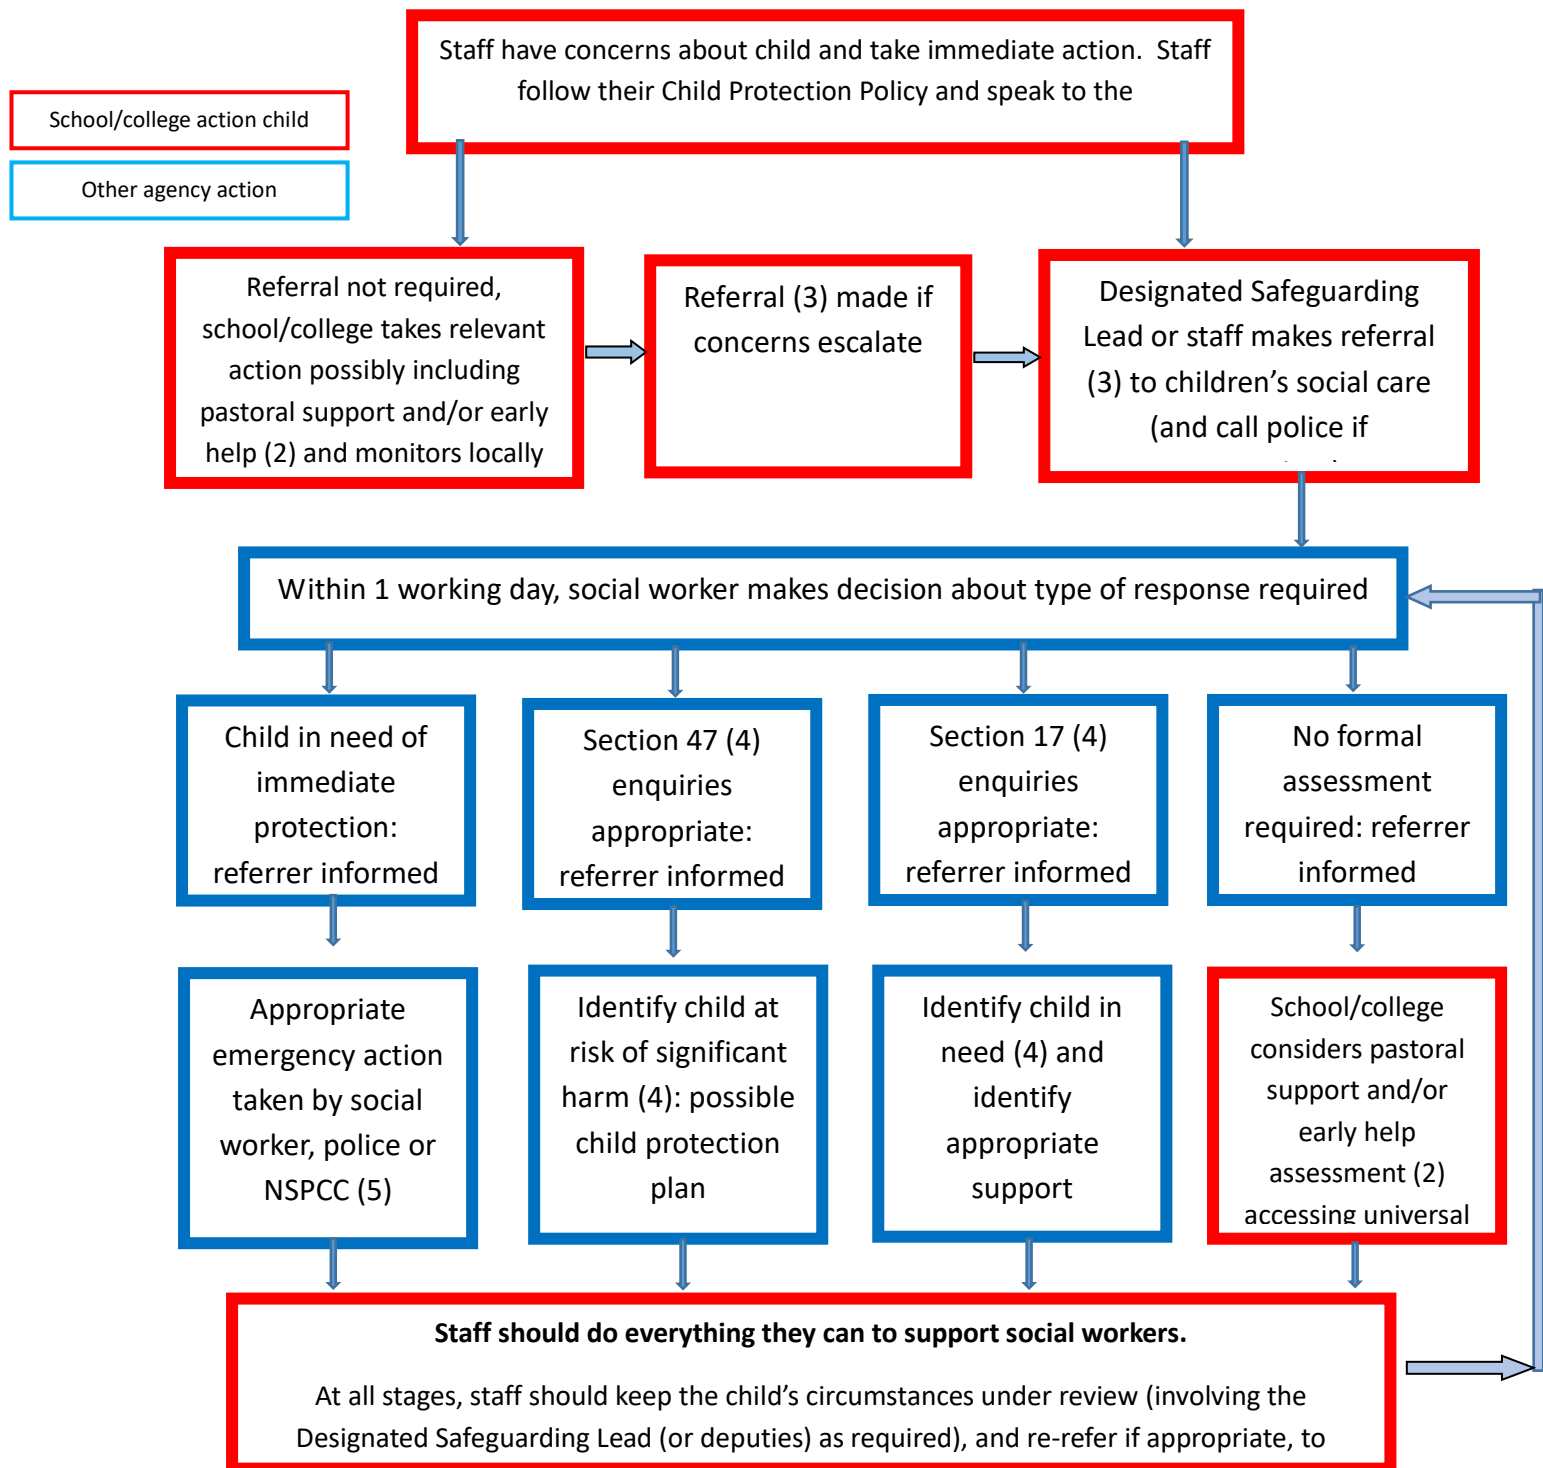 Staff have concerns about child and take immediate action.  Staff
follow their Child Protection Policy and speak to the
School/college action child
Other agency action
Referral not required,
school/college takes relevant
action possibly including
pastoral support and/or early
help (2) and monitors locally
Referral (3) made if
concerns escalate
Designated Safeguarding
Lead or staff makes referral
(3) to children’s social care
(and call police if
Within 1 working day, social worker makes decision about type of response required
Child in need of
immediate
protection:
referrer informed
Section 47 (4)
enquiries
appropriate:
referrer informed
Section 17 (4)
enquiries
appropriate:
referrer informed
No formal
assessment
required: referrer
informed
Appropriate
emergency action
taken by social
worker, police or
NSPCC (5)
Identify child at
risk of significant
harm (4): possible
child protection
plan
Identify child in
need (4) and
identify
appropriate
support
School/college
considers pastoral
support and/or
early help
assessment (2)
accessing universal
Staff should do everything they can to support social workers.
At all stages, staff should keep the child’s circumstances under review (involving the
Designated Safeguarding Lead (or deputies) as required), and re-refer if appropriate, to